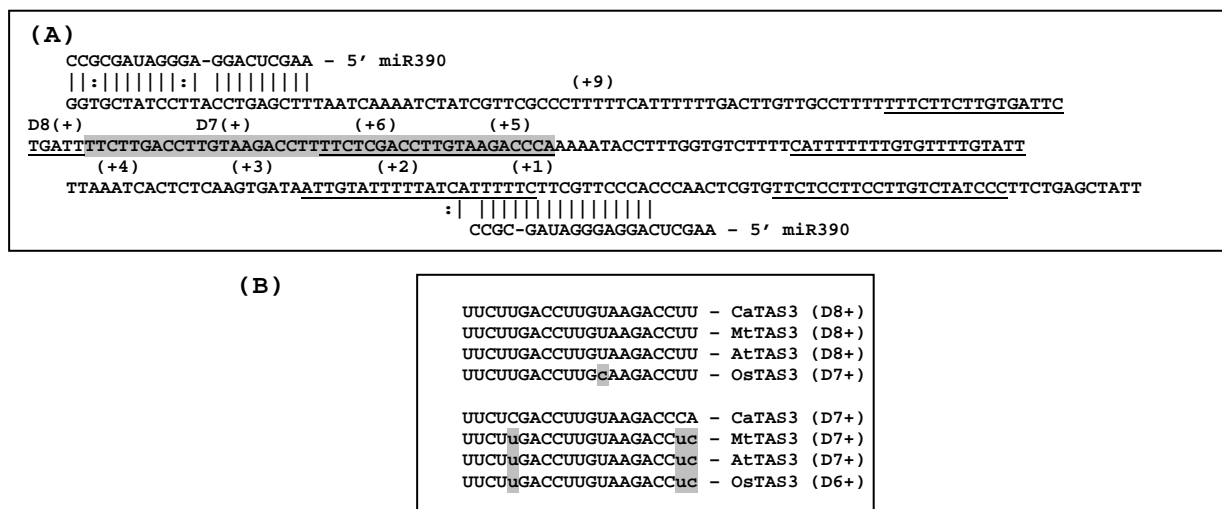 (A)
CCGCGAUAGGGA-GGACUCGAA – 5' miR390
||:|||||||:| ||||||||||
(+9)
GGTGCTATCCTTACCTGAGCTTTAATCAAAATCTATCGTTCGCCCTTTTTCATTTTTTGACTTGTTGCCTTTTTTTCTTCTTGTGATTC
D8(+) D7(+) (+6) (+5)
TGATTTTCTTGACCTTGTAAGACCTTTTCTCGACCTTGTAAGACCCAAAAATACCTTTGGTGTCTTTTCATTTTTTTGTGTTTTGTATT
(+4) (+3) (+2) (+1)
TTAAATCACTCTCAAGTGATAATTGTATTTTTATCATTTTTCTTCGTTCCCACCCAACTCGTGTTCTCCTTCCTTGTCTATCCCTTCTGAGCTATT
:| ||||||||||||||||
CCGC-GAUAGGGAGGACUCGAA – 5' miR390
(B)
UUCUUGACCUUGUAAGACCUU – CaTAS3 (D8+)
UUCUUGACCUUGUAAGACCUU – MtTAS3 (D8+)
UUCUUGACCUUGUAAGACCUU – AtTAS3 (D8+)
UUCUUGACCUUGcAAGACCUU – OsTAS3 (D7+)
UUCUCGACCUUGUAAGACCCA – CaTAS3 (D7+)
UUCUuGACCUUGUAAGACCuc – MtTAS3 (D7+)
UUCUuGACCUUGUAAGACCuc – AtTAS3 (D7+)
UUCUuGACCUUGUAAGACCuc – OsTAS3 (D6+)